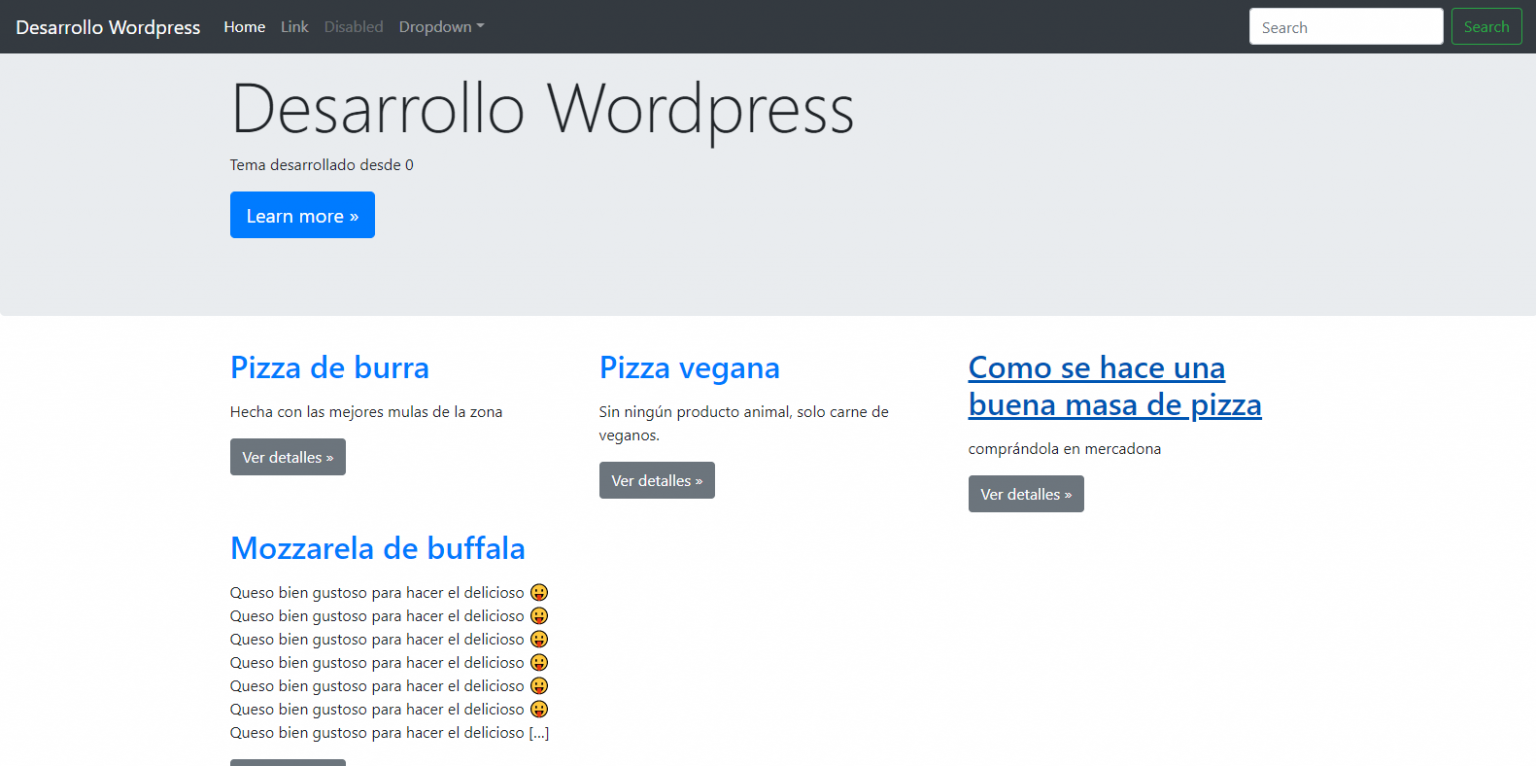 Desarrollo Wordpress Home Link Disabled Dropdown Search Search
Desarrollo Wordpress
Tema desarrollado desde 0
Learn more »
Pizza de burra
Hecha con las mejores mulas de la zona
Ver detalles »
Pizza vegana
Sin ningún producto animal, solo carne de
veganos.
Ver detalles »
Como se hace una
buena masa de pizza
comprándola en mercadona
Ver detalles »
Mozzarela de buffala
Queso bien gustoso para hacer el delicioso 😛
Queso bien gustoso para hacer el delicioso 😛
Queso bien gustoso para hacer el delicioso 😛
Queso bien gustoso para hacer el delicioso 😛
Queso bien gustoso para hacer el delicioso 😛
Queso bien gustoso para hacer el delicioso 😛
Queso bien gustoso para hacer el delicioso [...]